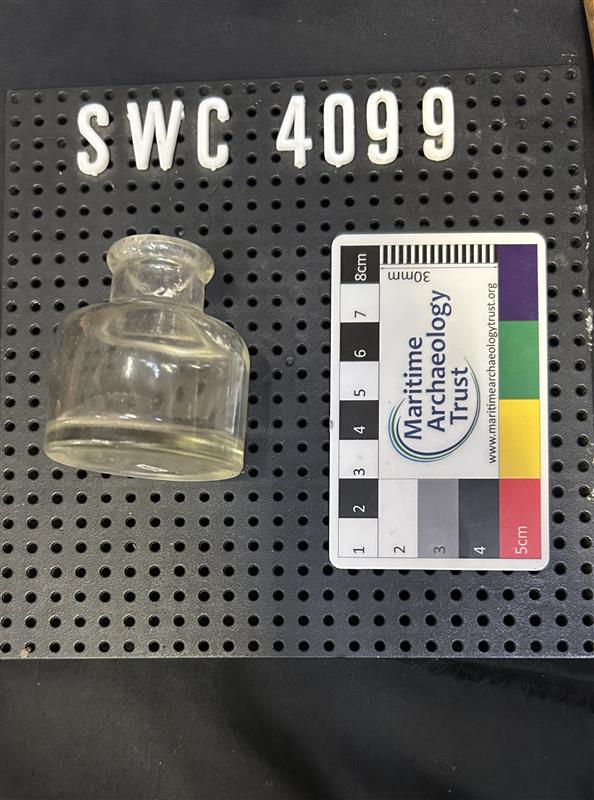 SWC 4099
8cm
7
6
5
4
3
2
1
30mm
Maritime
Archaeology
Trust
www.maritimearchaeologytrust.org
2
3
4
5cm